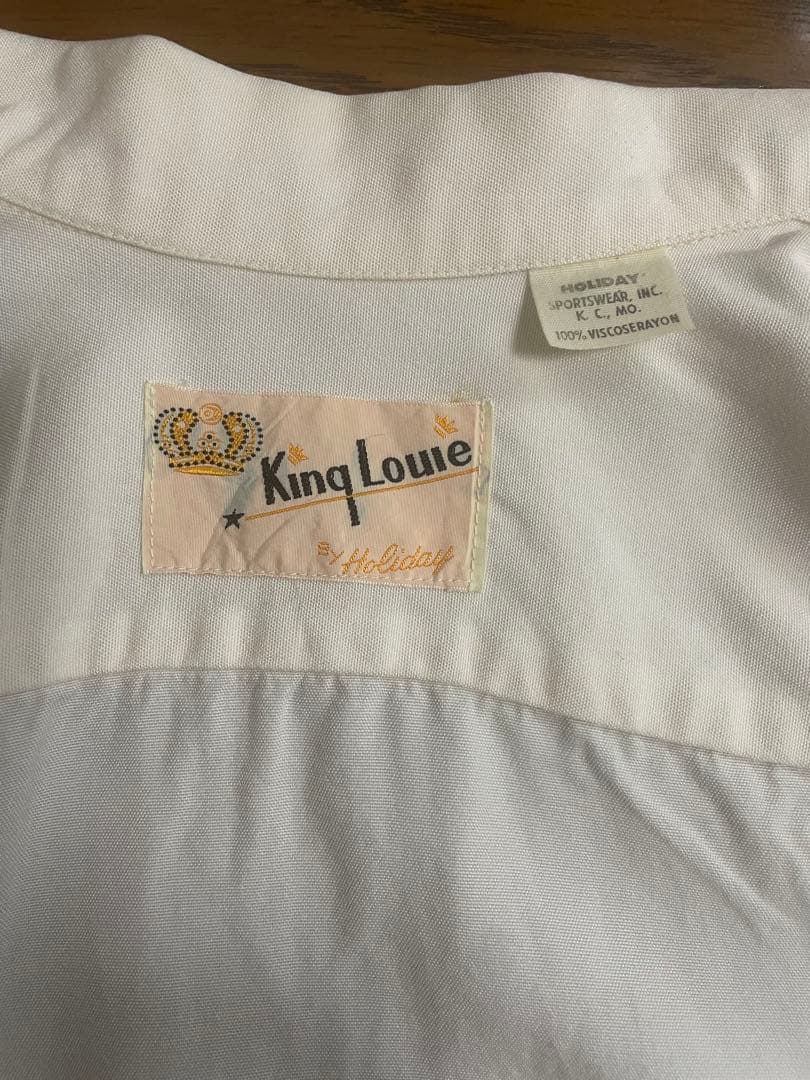 HOLIDAY
SPORTSWEAR, INC.
K. C., MO.
100% VISCOSERAYON
King Louie
BY Holiday